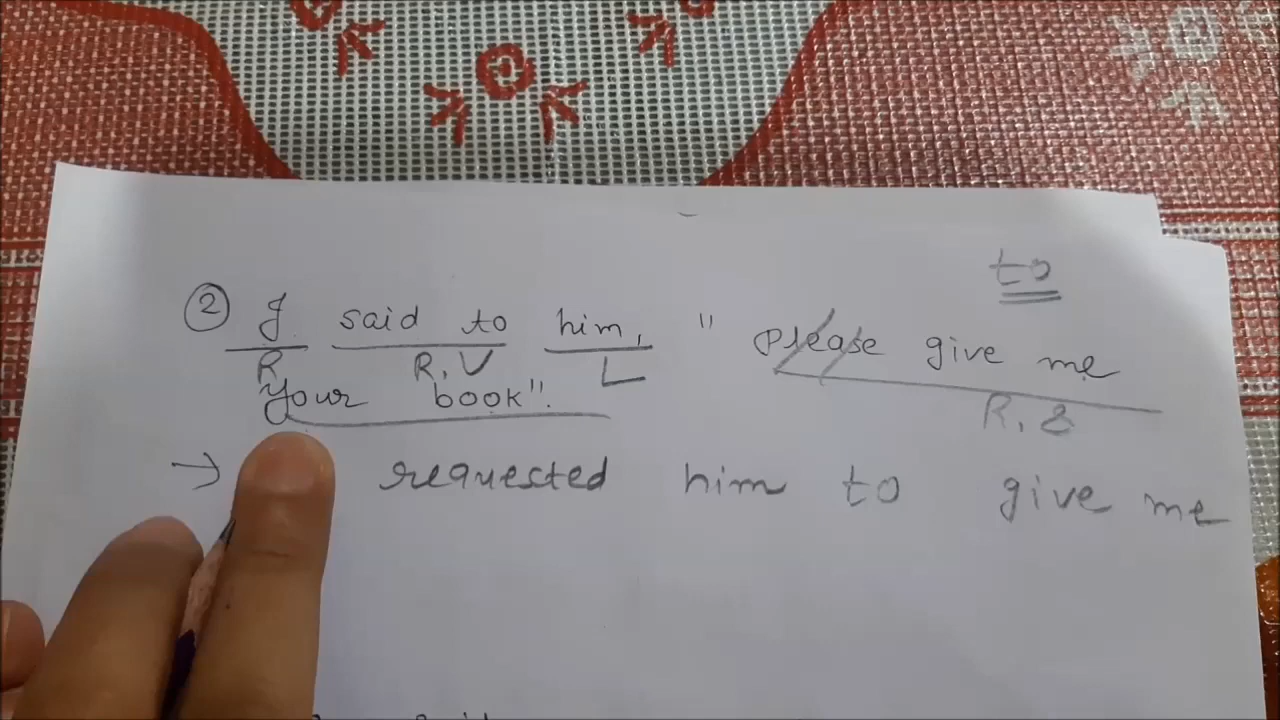 to
② I said to him, " please give me
R R.V L
your book".
R.S
→ requested him to give me